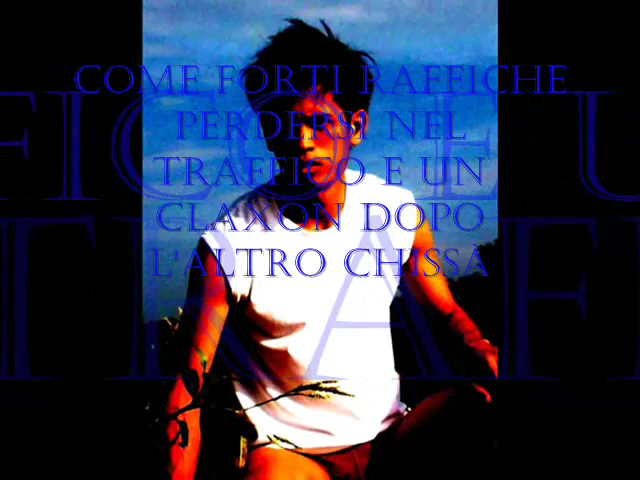 COME FORTI RAFFICHE
PERDERSI NEL
TRAFFICO E UN
CLAXON DOPO
L'ALTRO CHISSÀ